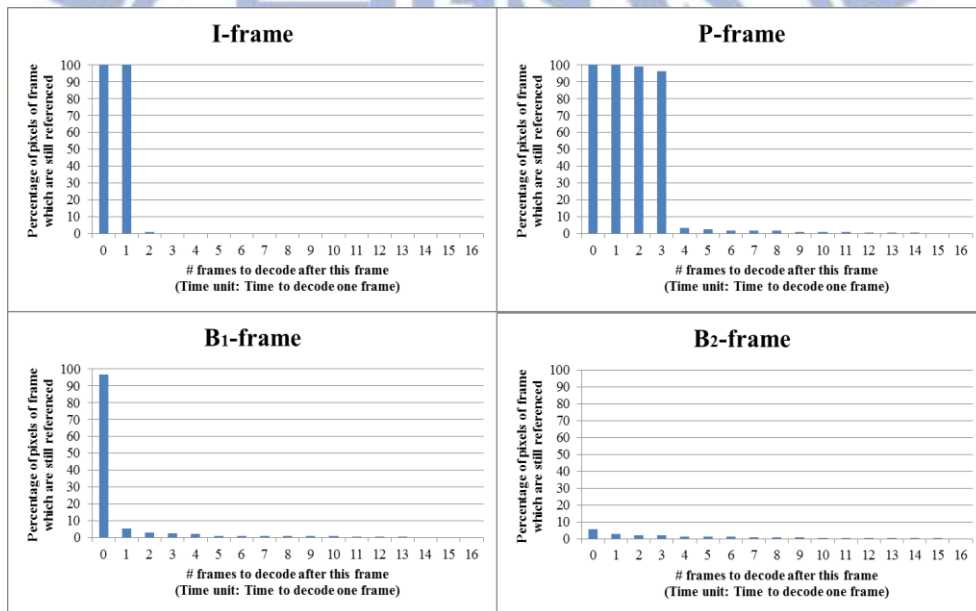 I-frame
Percentage of pixels of frame
which are still referenced
100
90
80
70
60
50
40
30
20
10
0
0 1 2 3 4 5 6 7 8 9 10 11 12 13 14 15 16
# frames to decode after this frame
(Time unit: Time to decode one frame)
P-frame
Percentage of pixels of frame
which are still referenced
100
90
80
70
60
50
40
30
20
10
0
0 1 2 3 4 5 6 7 8 9 10 11 12 13 14 15 16
# frames to decode after this frame
(Time unit: Time to decode one frame)
B1-frame
Percentage of pixels of frame
which are still referenced
100
90
80
70
60
50
40
30
20
10
0
0 1 2 3 4 5 6 7 8 9 10 11 12 13 14 15 16
# frames to decode after this frame
(Time unit: Time to decode one frame)
B2-frame
Percentage of pixels of frame
which are still referenced
100
90
80
70
60
50
40
30
20
10
0
0 1 2 3 4 5 6 7 8 9 10 11 12 13 14 15 16
# frames to decode after this frame
(Time unit: Time to decode one frame)